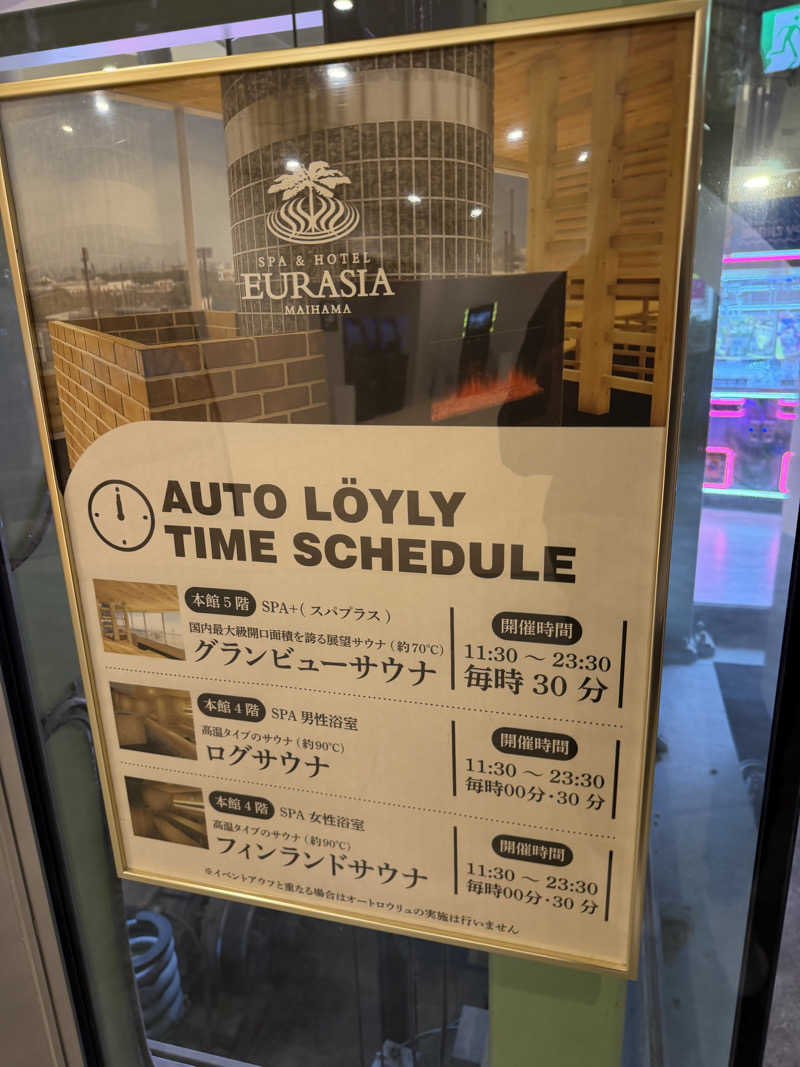 SPA & HOTEL
EURASIA
MAIHAMA
AUTO LÖYLY
TIME SCHEDULE
本館5階 SPA+(スパプラス)
国内最大級開口面積を誇る展望サウナ(約70℃)
グランビューサウナ
開催時間
11:30 ～ 23:30
毎時 30 分
本館4階 SPA 男性浴室
高温タイプのサウナ(約90℃)
ログサウナ
開催時間
11:30 ～ 23:30
毎時00分・30 分
本館4階 SPA 女性浴室
高温タイプのサウナ(約90℃)
フィンランドサウナ
開催時間
11:30 ～ 23:30
毎時00分・30 分
※イベントアウフと重なる場合はオートロウリュの実施は行いません